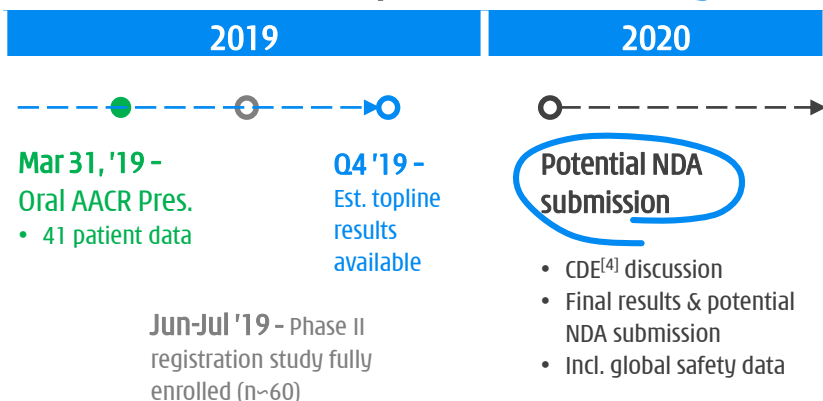 2019
2020
Mar 31, '19 –
Oral AACR Pres.
• 41 patient data
Jun-Jul '19 – Phase II
registration study fully
enrolled (n~60)
Q4 '19 –
Est. topline
results
available
Potential NDA
submission
• CDE[4] discussion
• Final results & potential
NDA submission
• Incl. global safety data